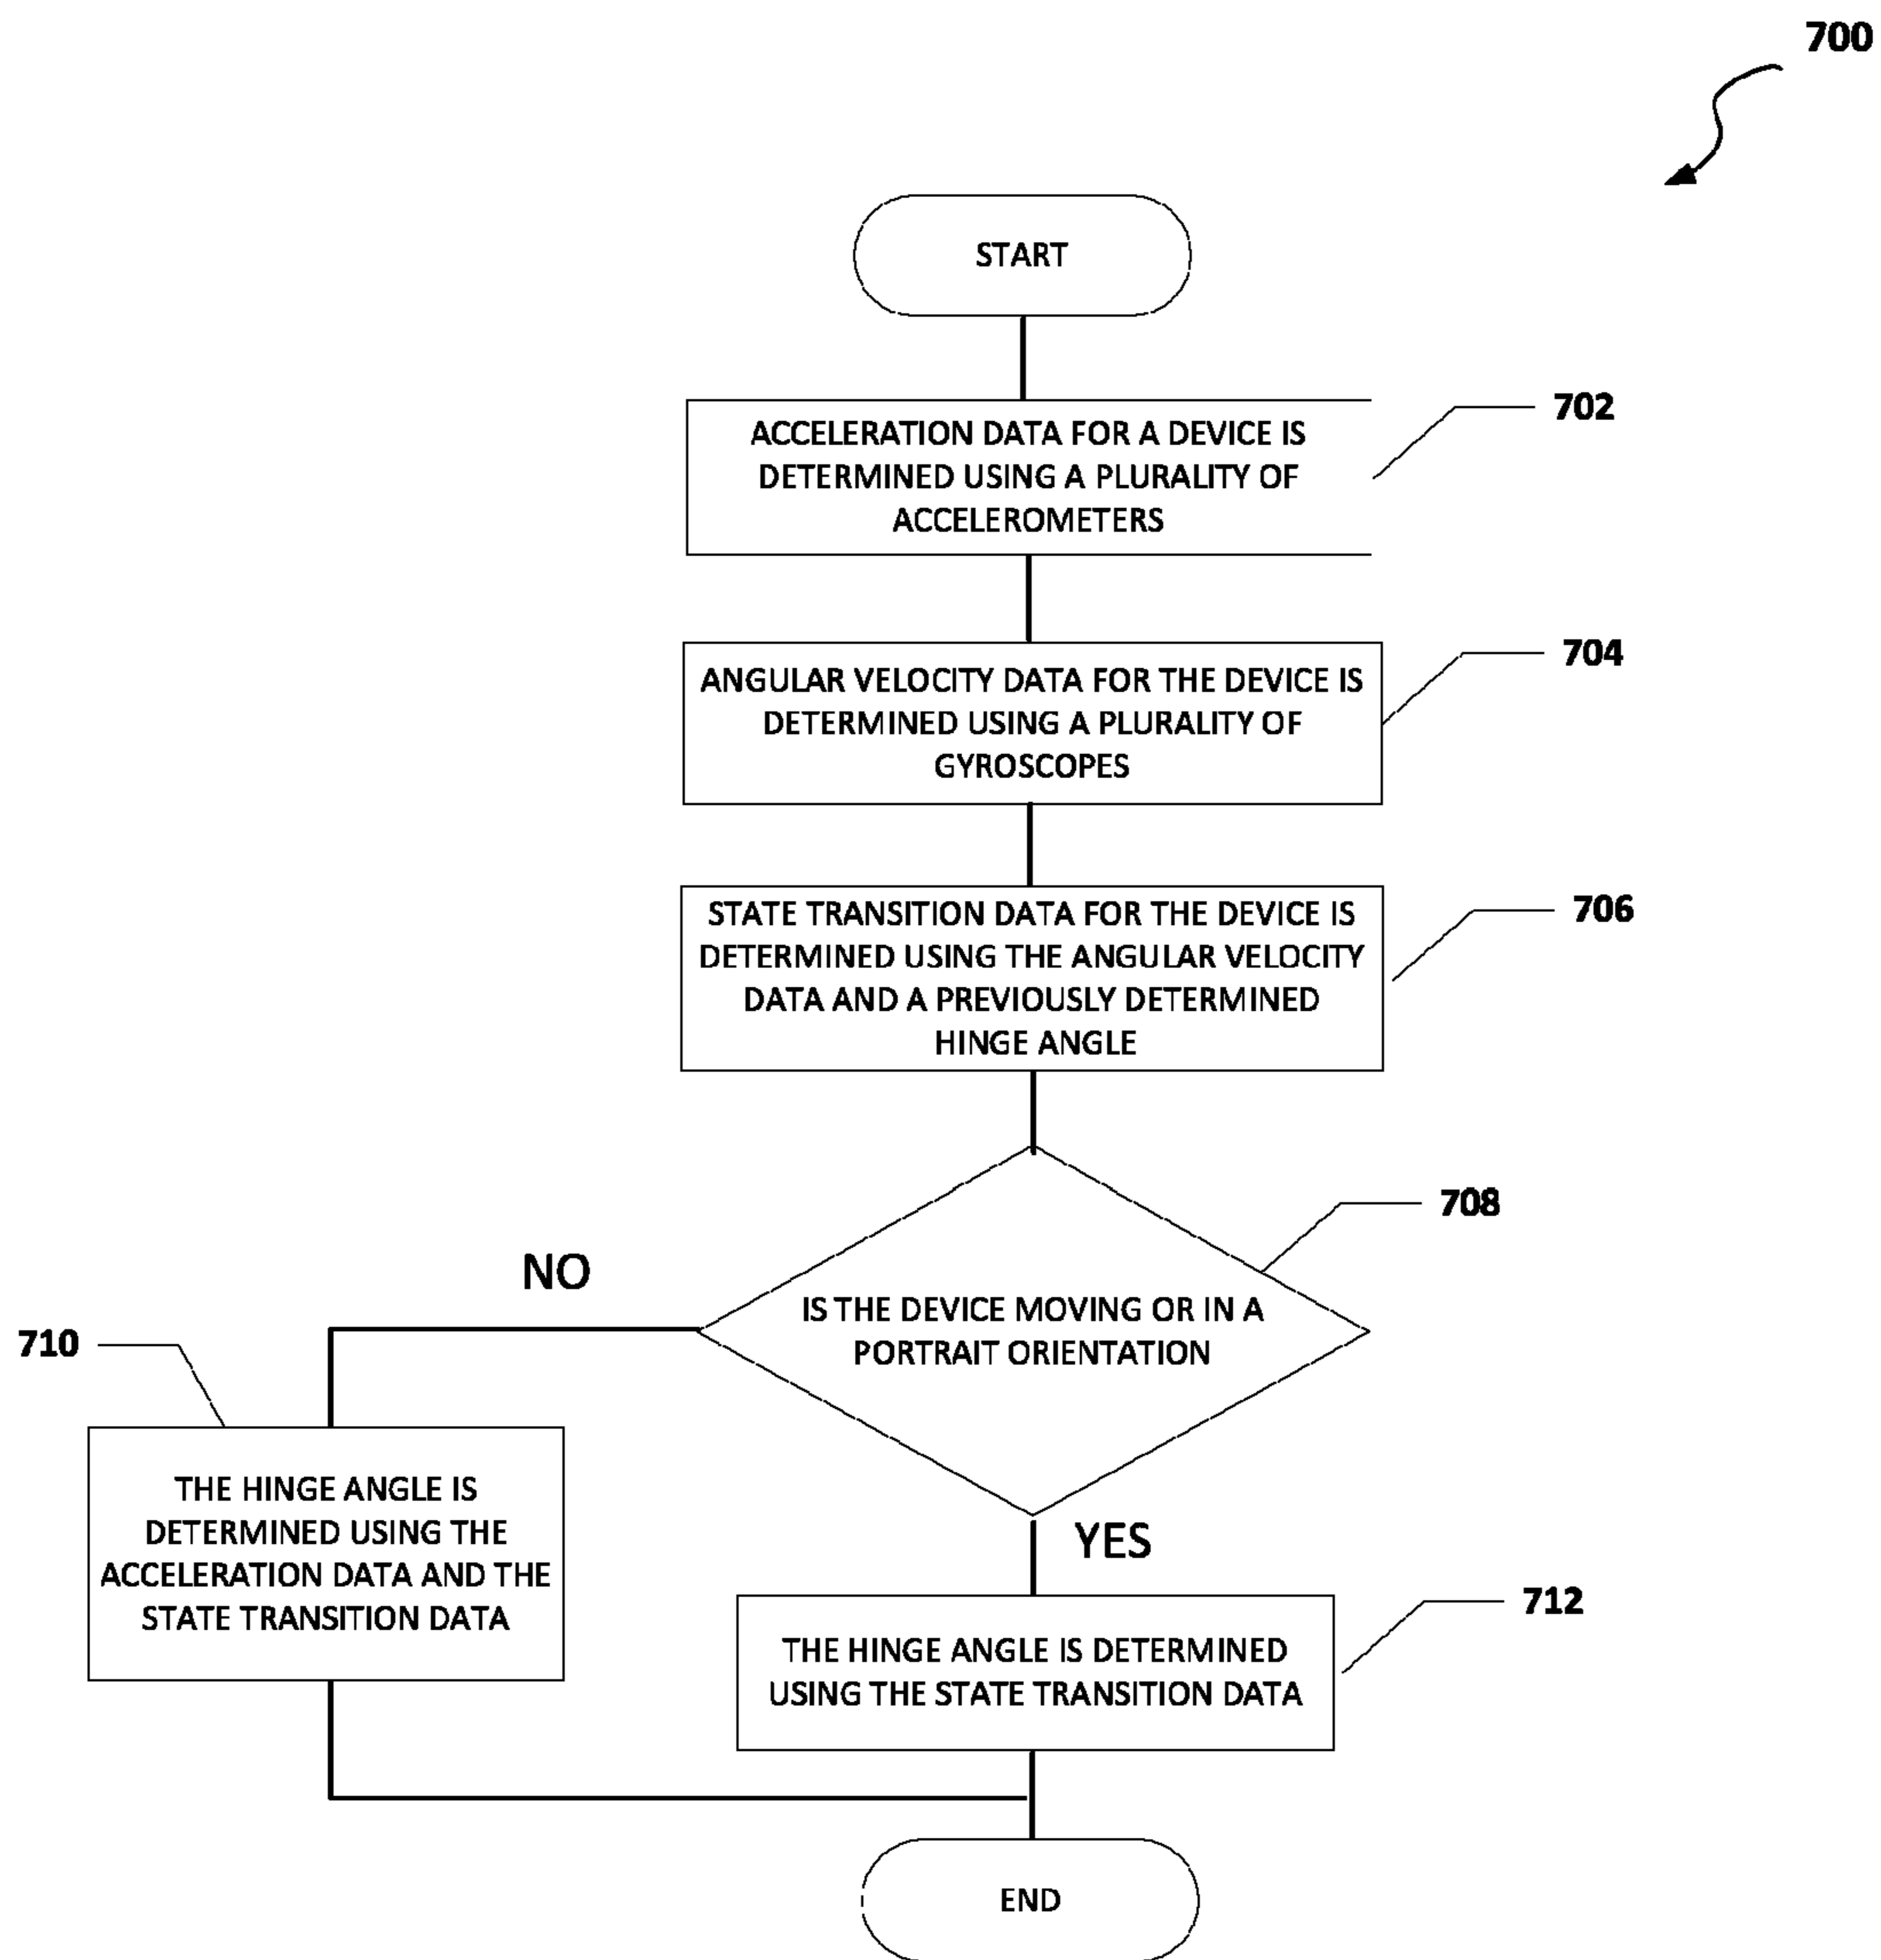 700
START
702
ACCELERATION DATA FOR A DEVICE IS
DETERMINED USING A PLURALITY OF
ACCELEROMETERS
704
ANGULAR VELOCITY DATA FOR THE DEVICE IS
DETERMINED USING A PLURALITY OF
GYROSCOPES
706
STATE TRANSITION DATA FOR THE DEVICE IS
DETERMINED USING THE ANGULAR VELOCITY
DATA AND A PREVIOUSLY DETERMINED
HINGE ANGLE
708
IS THE DEVICE MOVING OR IN A
PORTRAIT ORIENTATION
NO
710
THE HINGE ANGLE IS
DETERMINED USING THE
ACCELERATION DATA AND THE
STATE TRANSITION DATA
YES
712
THE HINGE ANGLE IS DETERMINED
USING THE STATE TRANSITION DATA
END